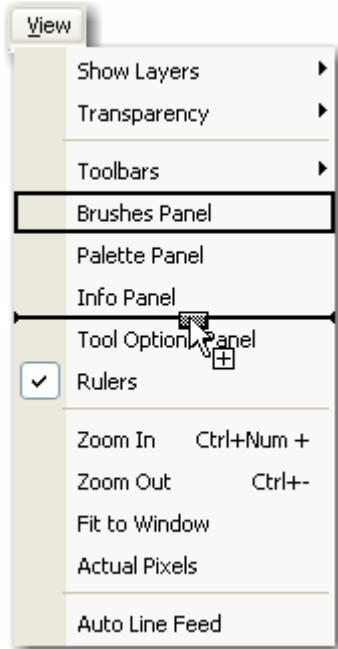 View
Show Layers
Transparency
Toolbars
Brushes Panel
Palette Panel
Info Panel
Tool Option Panel
Rulers
Zoom In Ctrl+Num +
Zoom Out Ctrl+-
Fit to Window
Actual Pixels
Auto Line Feed